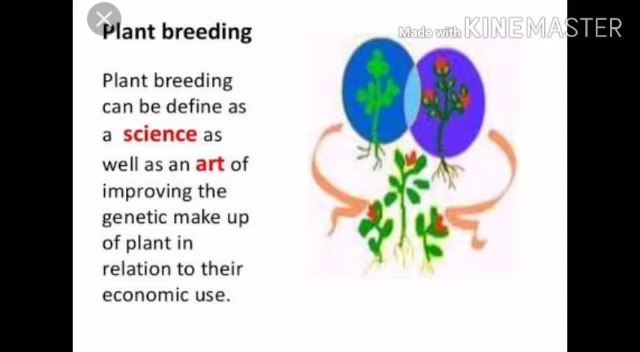 Made with KINEMASTER
Plant breeding
Plant breeding
can be define as
a science as
well as an art of
improving the
genetic make up
of plant in
relation to their
economic use.